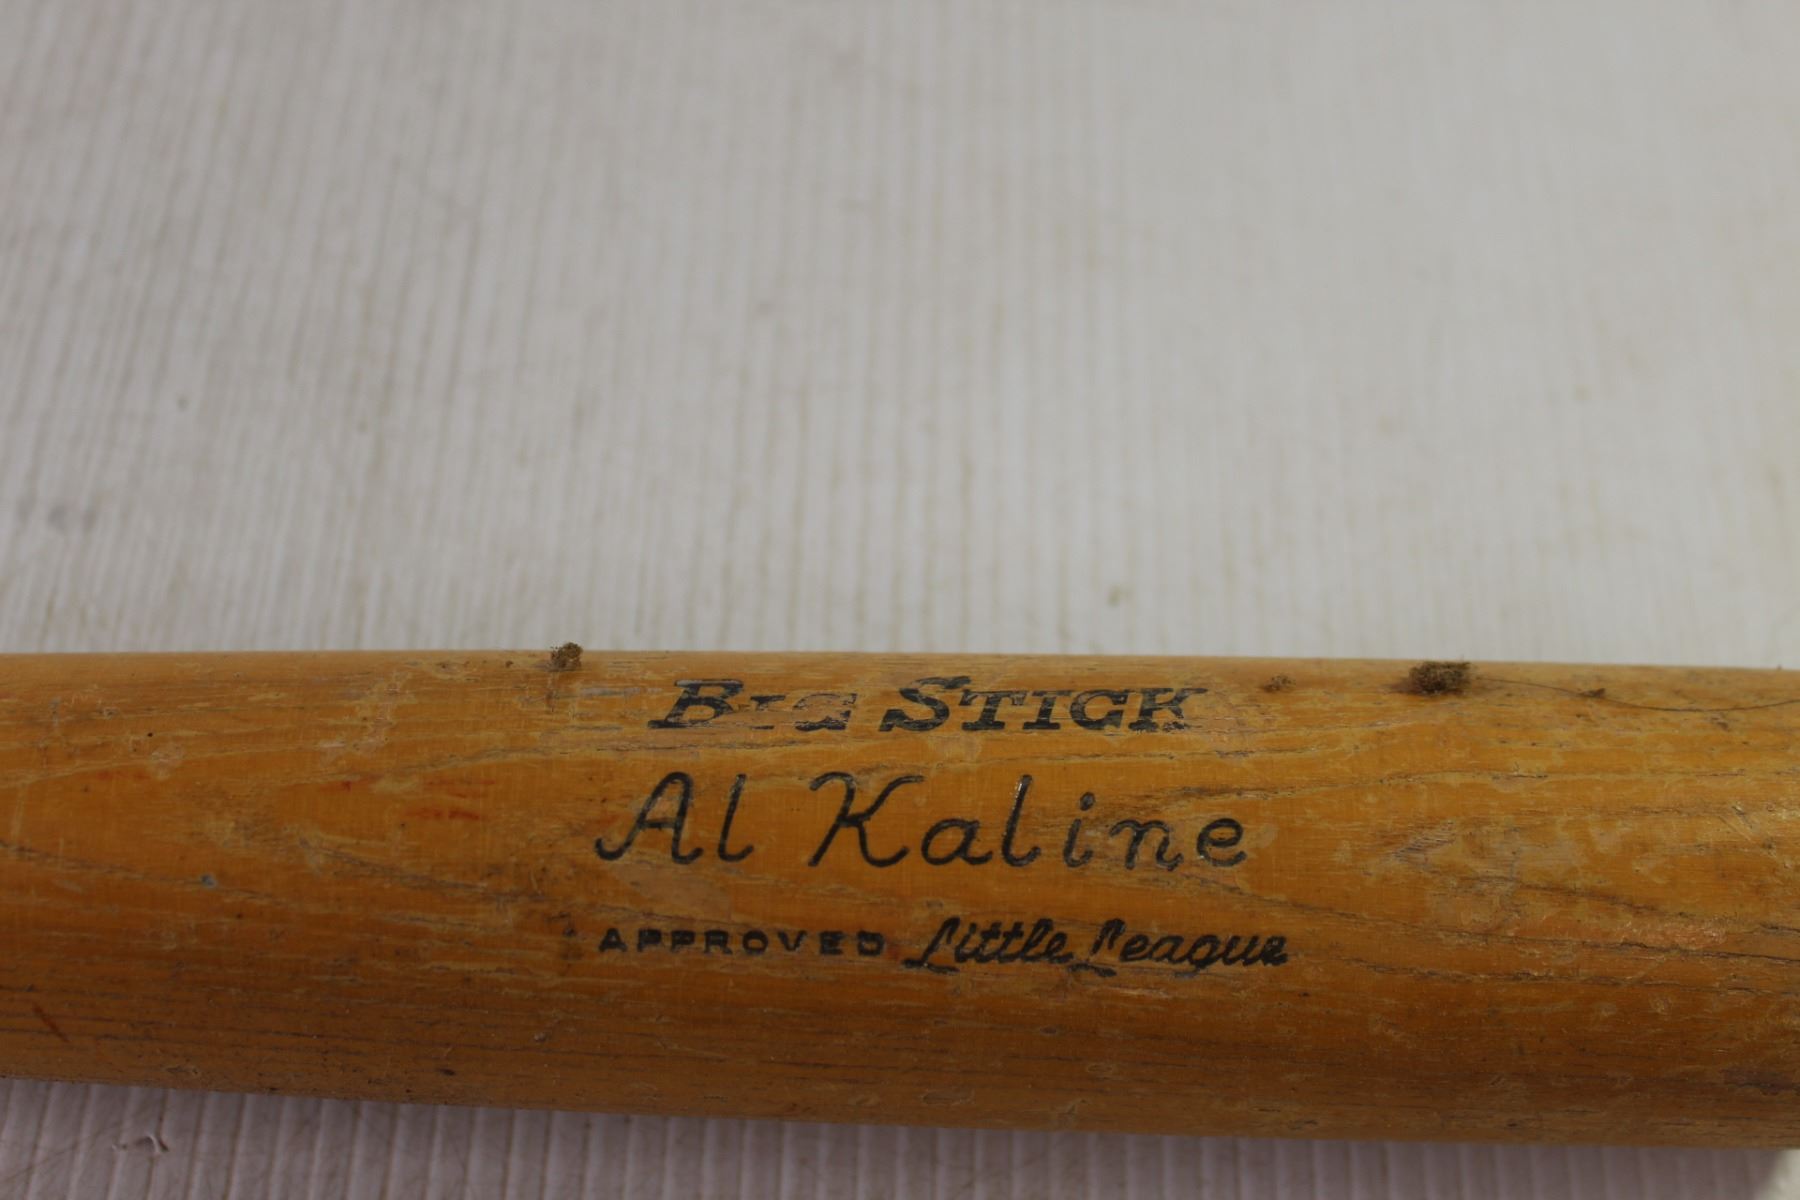 BIG STICK
Al Kaline
APPROVED Little League